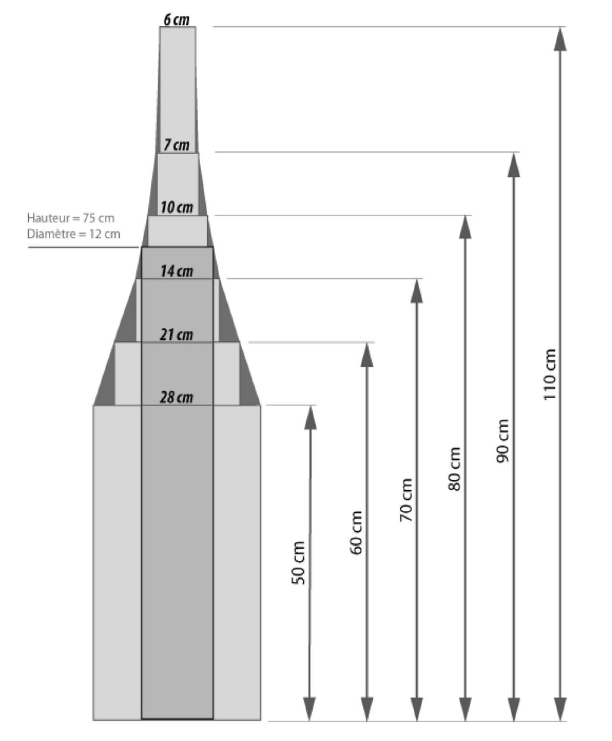 6 cm
7 cm
10 cm
Hauteur = 75 cm
Diamètre = 12 cm
14 cm
21 cm
28 cm
50 cm
60 cm
70 cm
80 cm
90 cm
110 cm